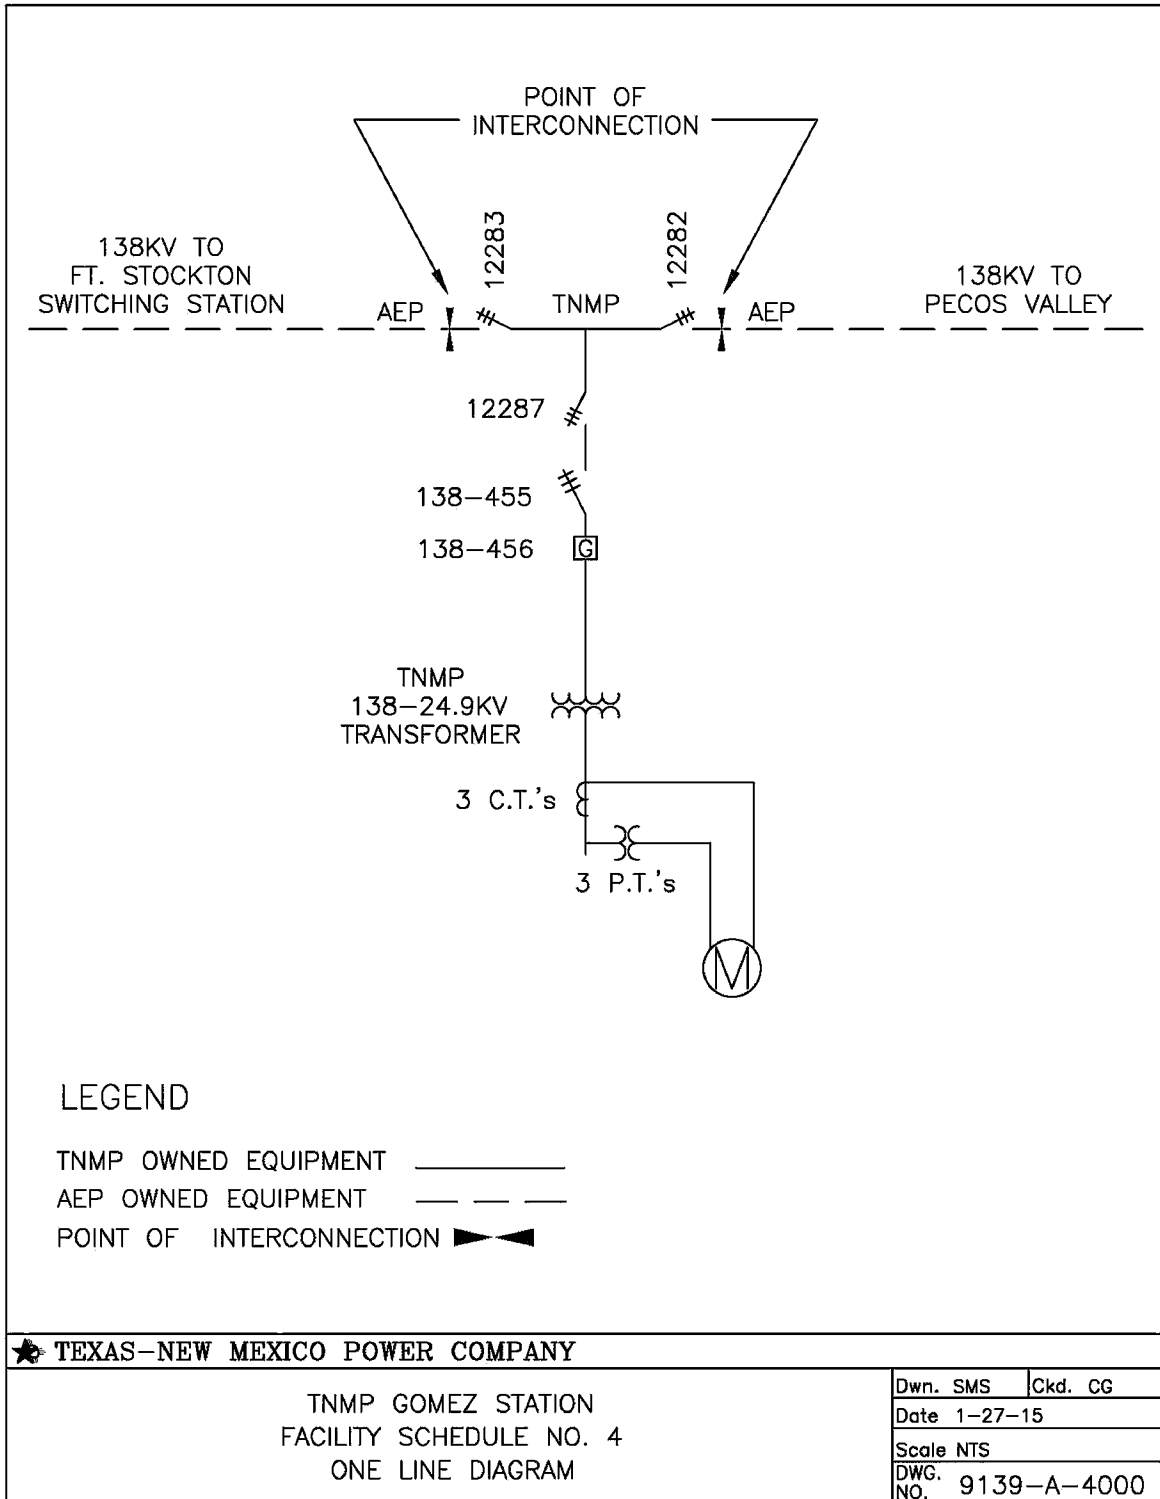 POINT OF
INTERCONNECTION
12283
12282
138KV TO
FT. STOCKTON
SWITCHING STATION
138KV TO
PECOS VALLEY
AEP
TNMP
AEP
12287
138-455
138-456
G
TNMP
138-24.9KV
TRANSFORMER
3 C.T.'s
3 P.T.'s
M
LEGEND
TNMP OWNED EQUIPMENT
AEP OWNED EQUIPMENT
POINT OF INTERCONNECTION
TEXAS-NEW MEXICO POWER COMPANY
TNMP GOMEZ STATION
FACILITY SCHEDULE NO. 4
ONE LINE DIAGRAM
Dwn. SMS
Ckd. CG
Date 1-27-15
Scale NTS
DWG.
NO. 9139-A-4000